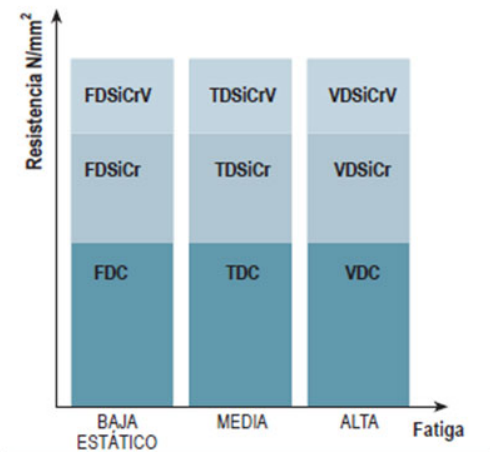 Resistencia N/mm²
FDSiCrV TDSiCrV VDSiCrV
FDSiCr TDSiCr VDSiCr
FDC TDC VDC
BAJA MEDIA ALTA Fatiga
ESTÁTICO